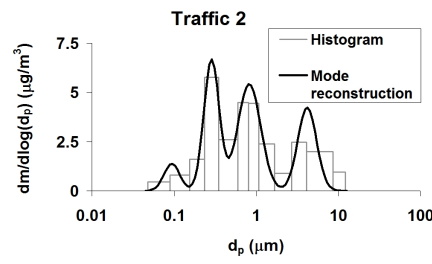 Traffic 2
Histogram
Mode
reconstruction
dm/dlog(dp) (µg/m³)
7.5
5
2.5
0
0.01
0.1
1
10
100
dp (µm)